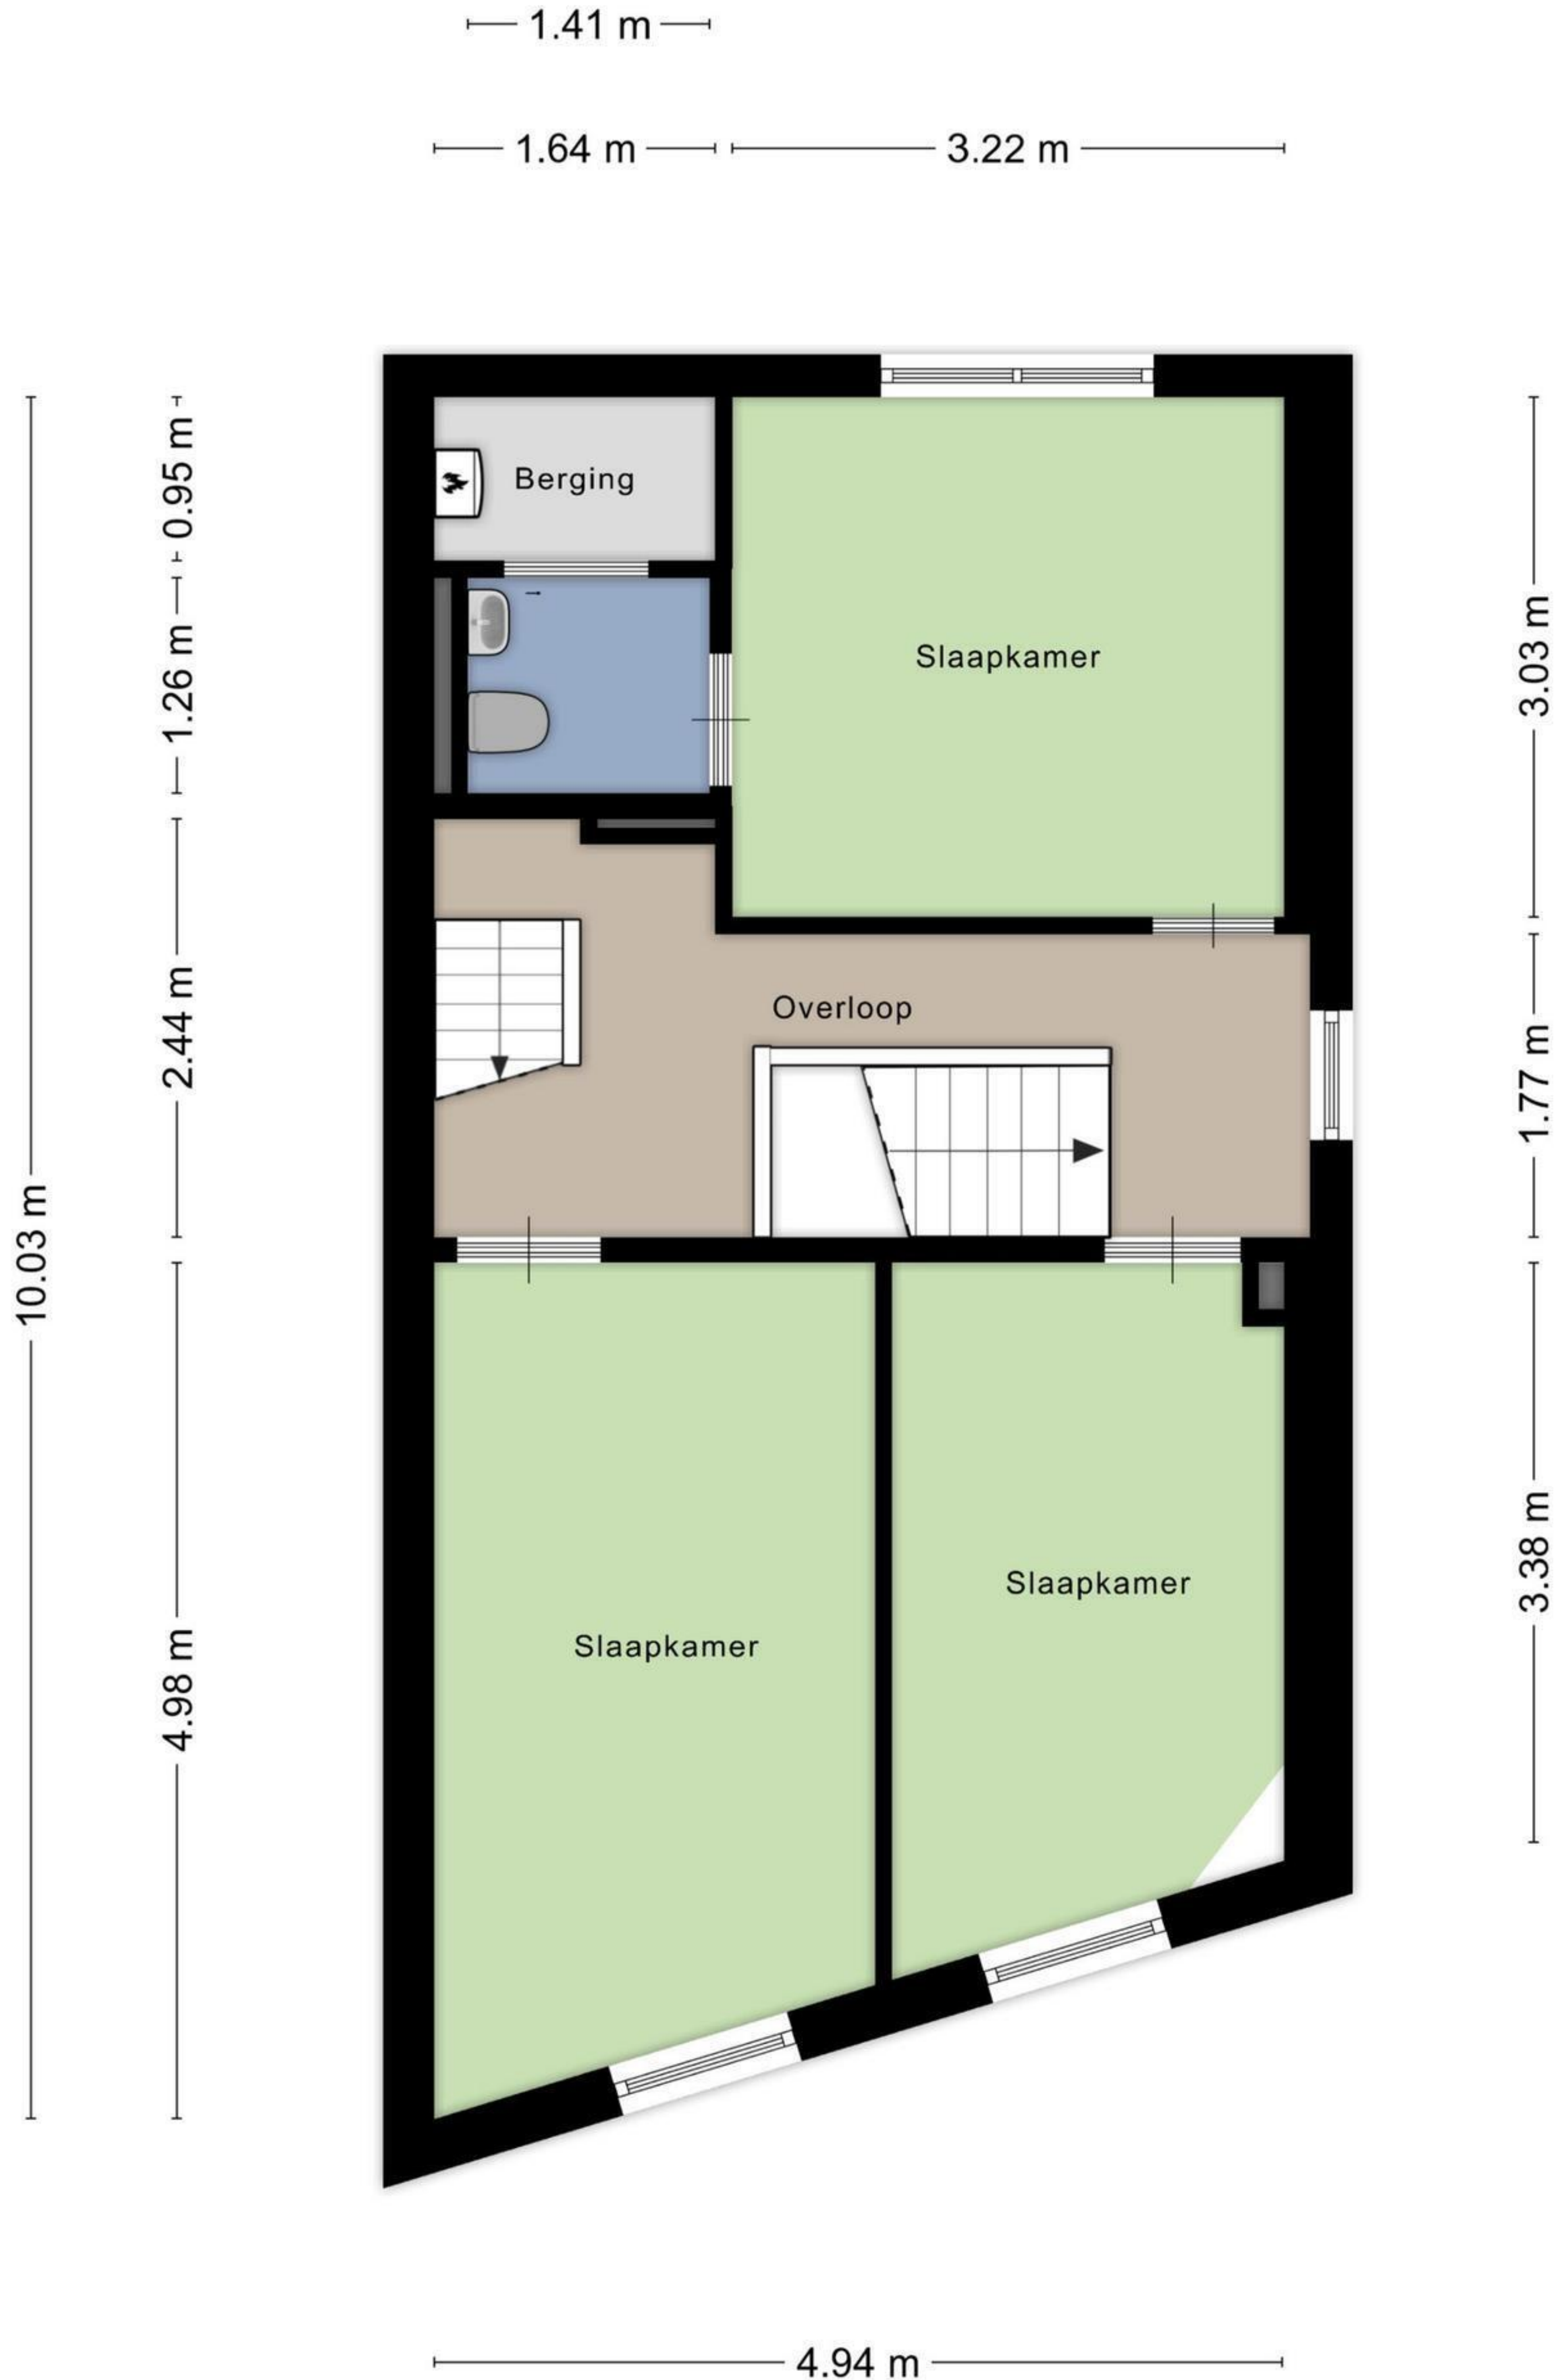 1.41 m
1.64 m
3.22 m
Berging
0.95 m
1.26 m
2.44 m
4.98 m
10.03 m
Slaapkamer
Overloop
Slaapkamer
Slaapkamer
3.03 m
1.77 m
3.38 m
4.94 m